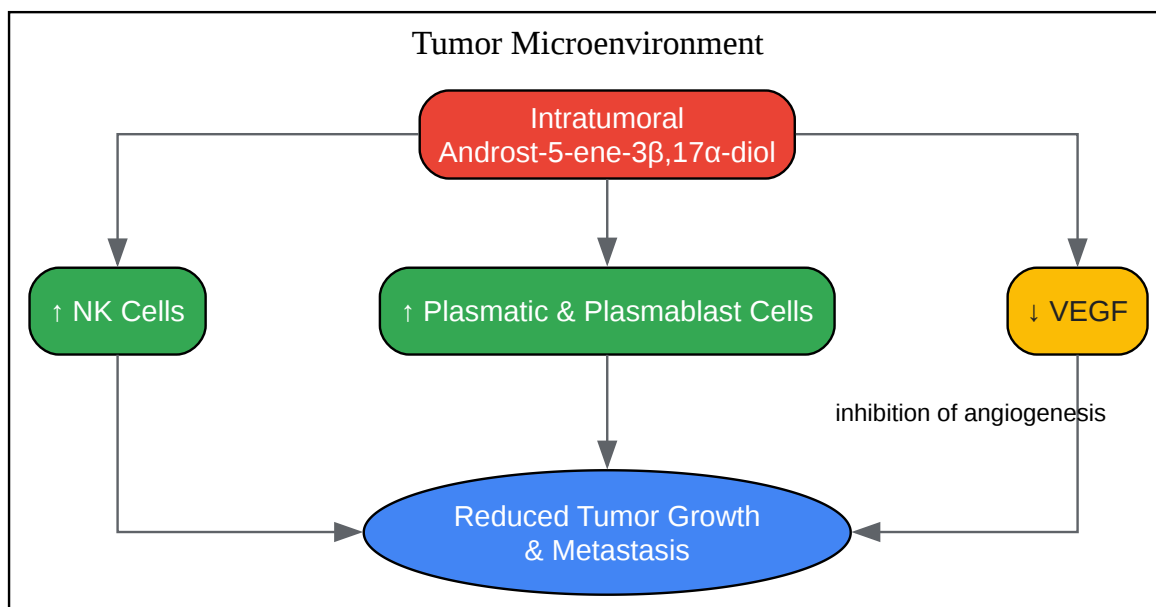 Tumor Microenvironment
Intratumoral
Androst-5-ene-3β,17α-diol
↑ NK Cells
↑ Plasmatic & Plasmablast Cells
↓ VEGF
inhibition of angiogenesis
Reduced Tumor Growth
& Metastasis